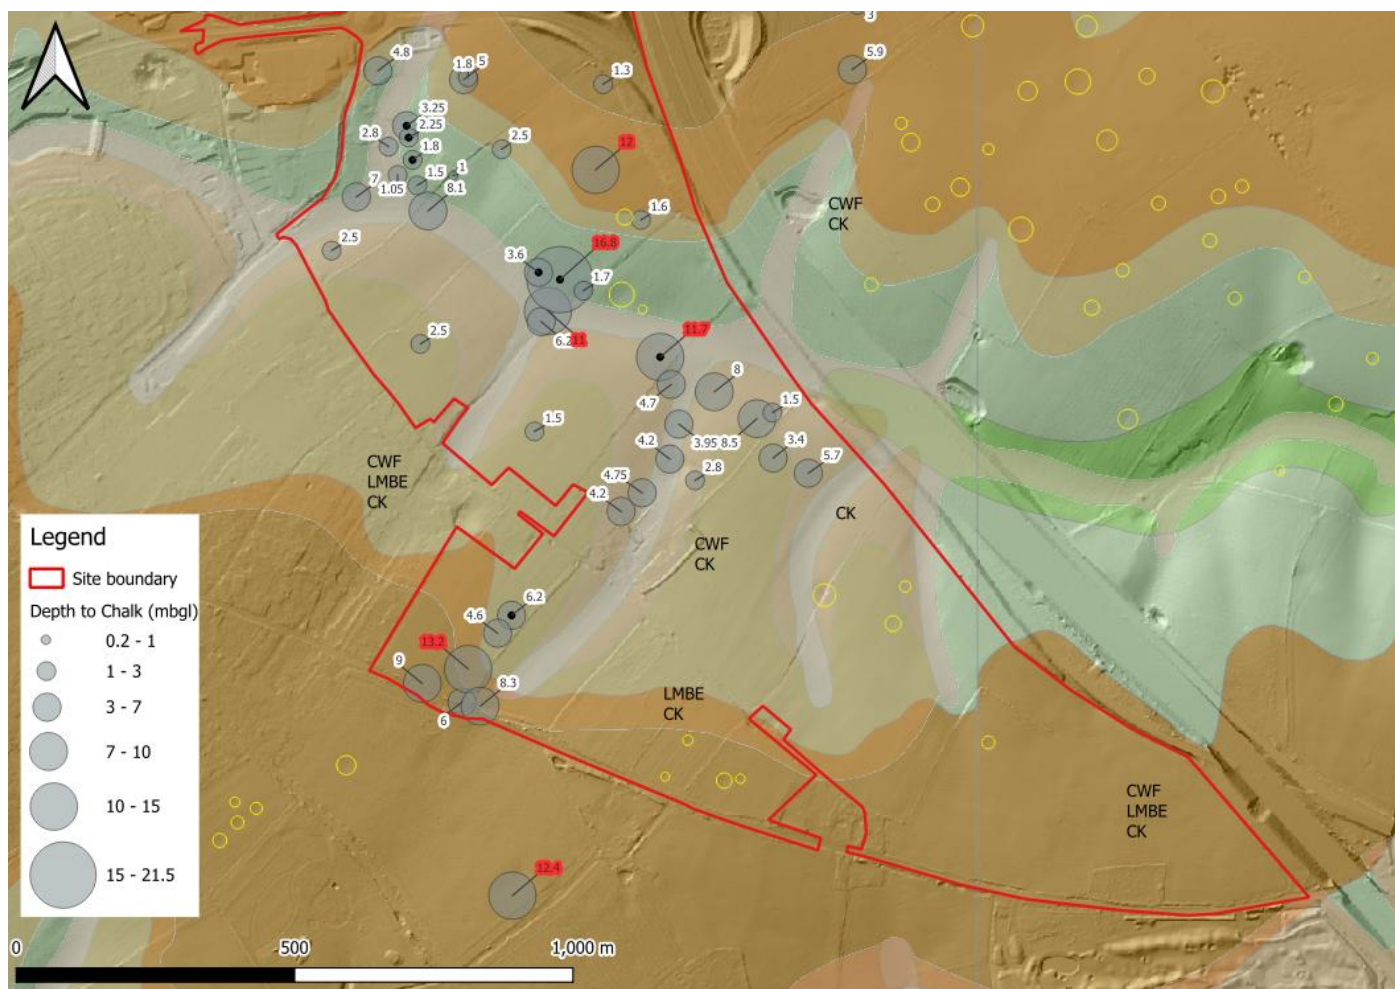 3
4.8
1.8
5
1.3
5.9
3.25
2.25
2.8
1.8
2.5
12
1.5
1
7
1.05
8.1
1.6
CWF
CK
2.5
3.6
16.8
1.7
2.5
6.2
11.
11.7
8
4.7
1.5
1.5
3.95
8.5
4.2
3.4
5.7
CWF
LMBE
CK
4.75
2.8
4.2
CK
CWF
CK
Legend
Site boundary
Depth to Chalk (mbgl)
0.2 - 1
1 - 3
3 - 7
7 - 10
10 - 15
15 - 21.5
6.2
4.6
13.2
9
8.3
6
LMBE
CK
CWF
LMBE
CK
12.4
0 500 1,000 m